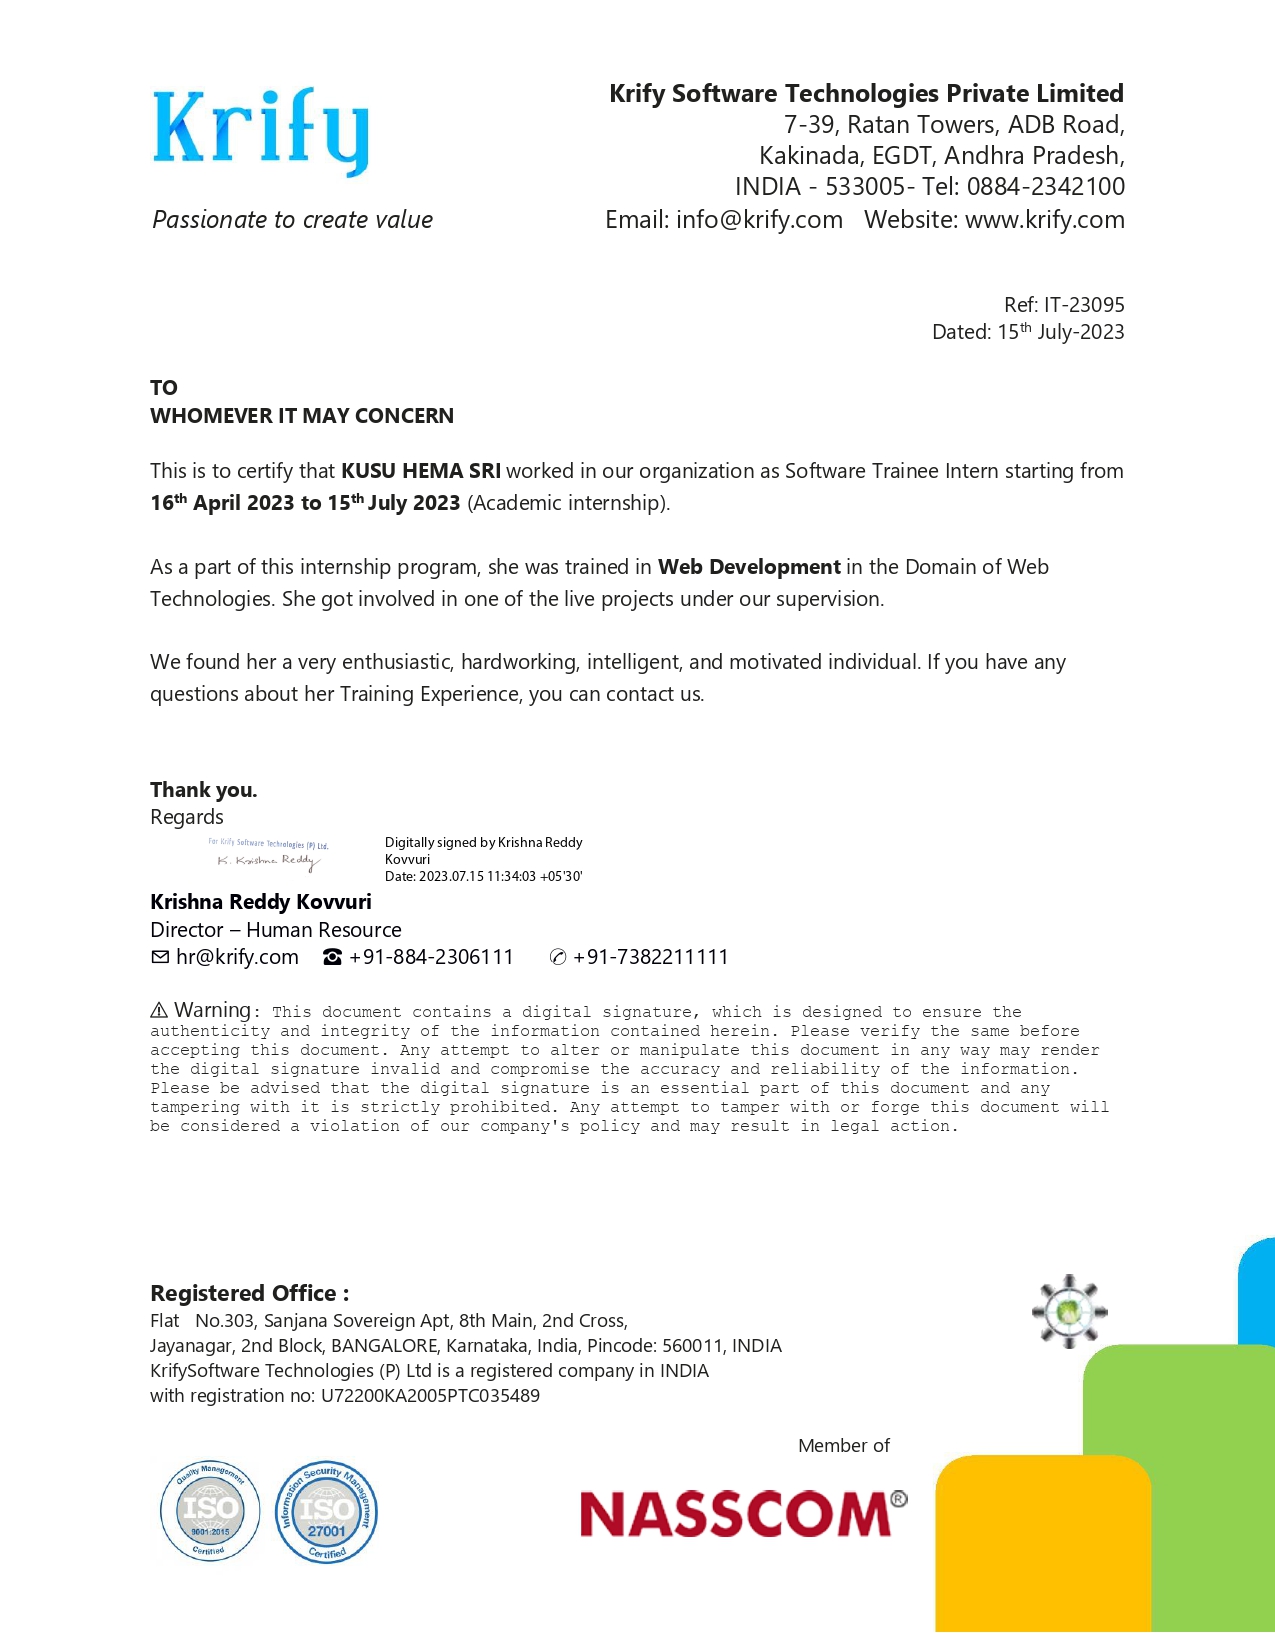 Krify
Passionate to create value
Krify Software Technologies Private Limited
7-39, Ratan Towers, ADB Road,
Kakinada, EGDT, Andhra Pradesh,
INDIA - 533005- Tel: 0884-2342100
Email: info@krify.com   Website: www.krify.com
Ref: IT-23095
Dated: 15th July-2023
TO
WHOMEVER IT MAY CONCERN
This is to certify that KUSU HEMA SRI worked in our organization as Software Trainee Intern starting from
16th April 2023 to 15th July 2023 (Academic internship).
As a part of this internship program, she was trained in Web Development in the Domain of Web
Technologies. She got involved in one of the live projects under our supervision.
We found her a very enthusiastic, hardworking, intelligent, and motivated individual. If you have any
questions about her Training Experience, you can contact us.
Thank you.
Regards
For Krify Software Technologies (P) Ltd.
K. Krishna Reddy
Digitally signed by Krishna Reddy
Kovvuri
Date: 2023.07.15 11:34:03 +05'30'
Krishna Reddy Kovvuri
Director – Human Resource
🖂 hr@krify.com   ☎ +91-884-2306111   ✆ +91-7382211111
⚠ Warning: This document contains a digital signature, which is designed to ensure the
authenticity and integrity of the information contained herein. Please verify the same before
accepting this document. Any attempt to alter or manipulate this document in any way may render
the digital signature invalid and compromise the accuracy and reliability of the information.
Please be advised that the digital signature is an essential part of this document and any
tampering with it is strictly prohibited. Any attempt to tamper with or forge this document will
be considered a violation of our company's policy and may result in legal action.
Registered Office :
Flat   No.303, Sanjana Sovereign Apt, 8th Main, 2nd Cross,
Jayanagar, 2nd Block, BANGALORE, Karnataka, India, Pincode: 560011, INDIA
KrifySoftware Technologies (P) Ltd is a registered company in INDIA
with registration no: U72200KA2005PTC035489
Member of
NASSCOM®
Quality Management
ISO
9001:2015
Certified
Information Security Management
ISO
27001
Certified